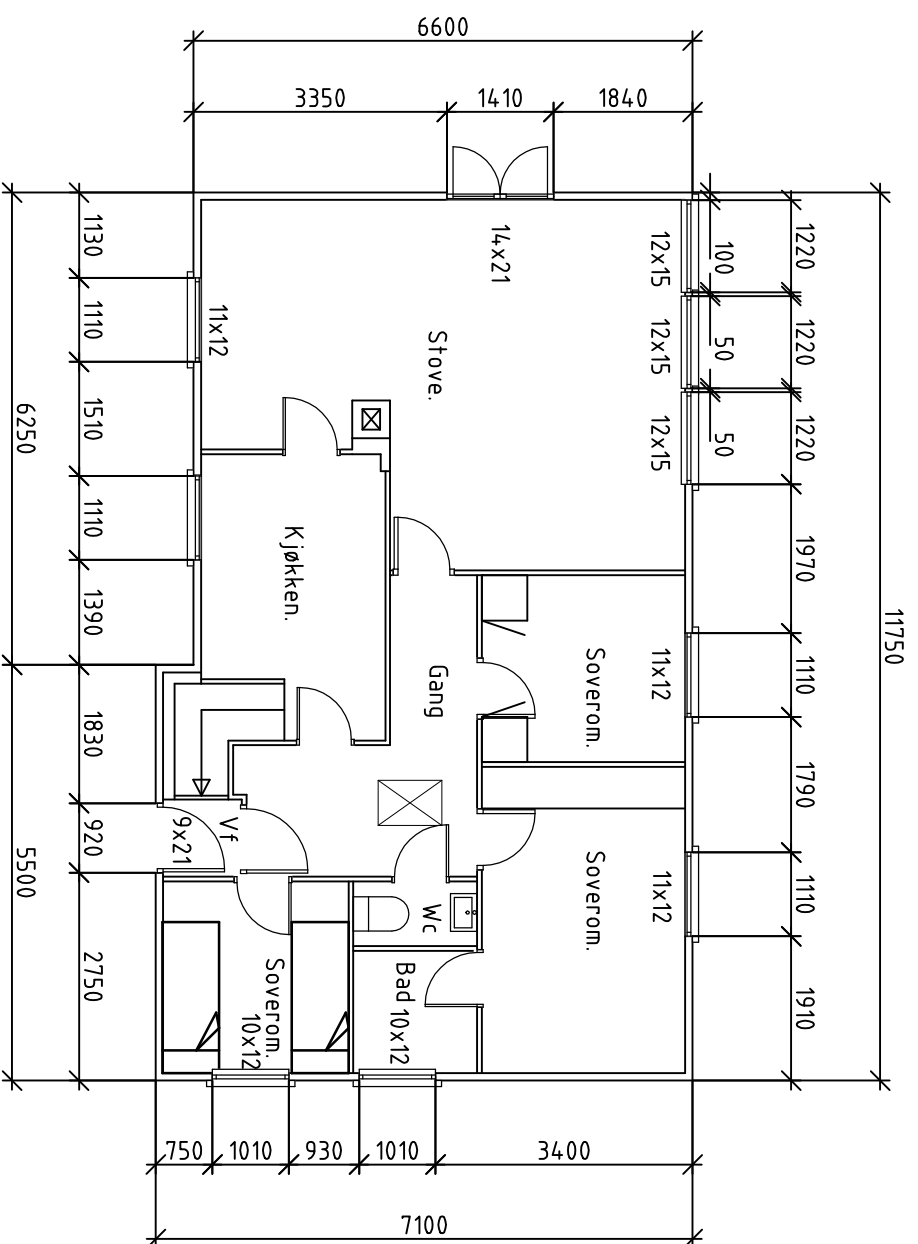 6600
3350
1410
1840
11750
1220
1220
1220
1970
1110
1790
1110
1910
100
50
50
12x15
12x15
12x15
11x12
11x12
14x21
Stove.
11x12
Kjøkken.
Gang
Soverom.
Soverom.
Vf
9x21
Wc
Bad
10x12
Soverom.
10x12
1130
1110
1510
1110
1390
1830
920
2750
6250
5500
750
1010
930
1010
3400
7100